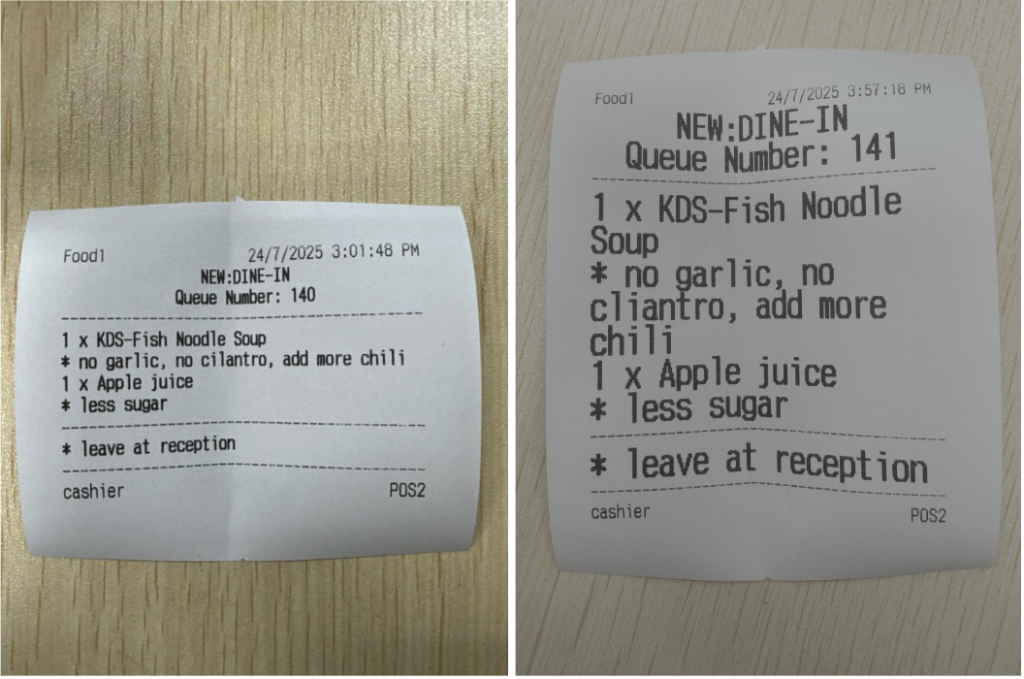 Food1 24/7/2025 3:01:48 PM
NEW:DINE-IN
Queue Number: 140
1 x KDS-Fish Noodle Soup
* no garlic, no cilantro, add more chili
1 x Apple juice
* less sugar
* leave at reception
cashier POS2
Food1 24/7/2025 3:57:18 PM
NEW:DINE-IN
Queue Number: 141
1 x KDS-Fish Noodle
Soup
* no garlic, no
cliantro, add more
chili
1 x Apple juice
* less sugar
* leave at reception
cashier POS2